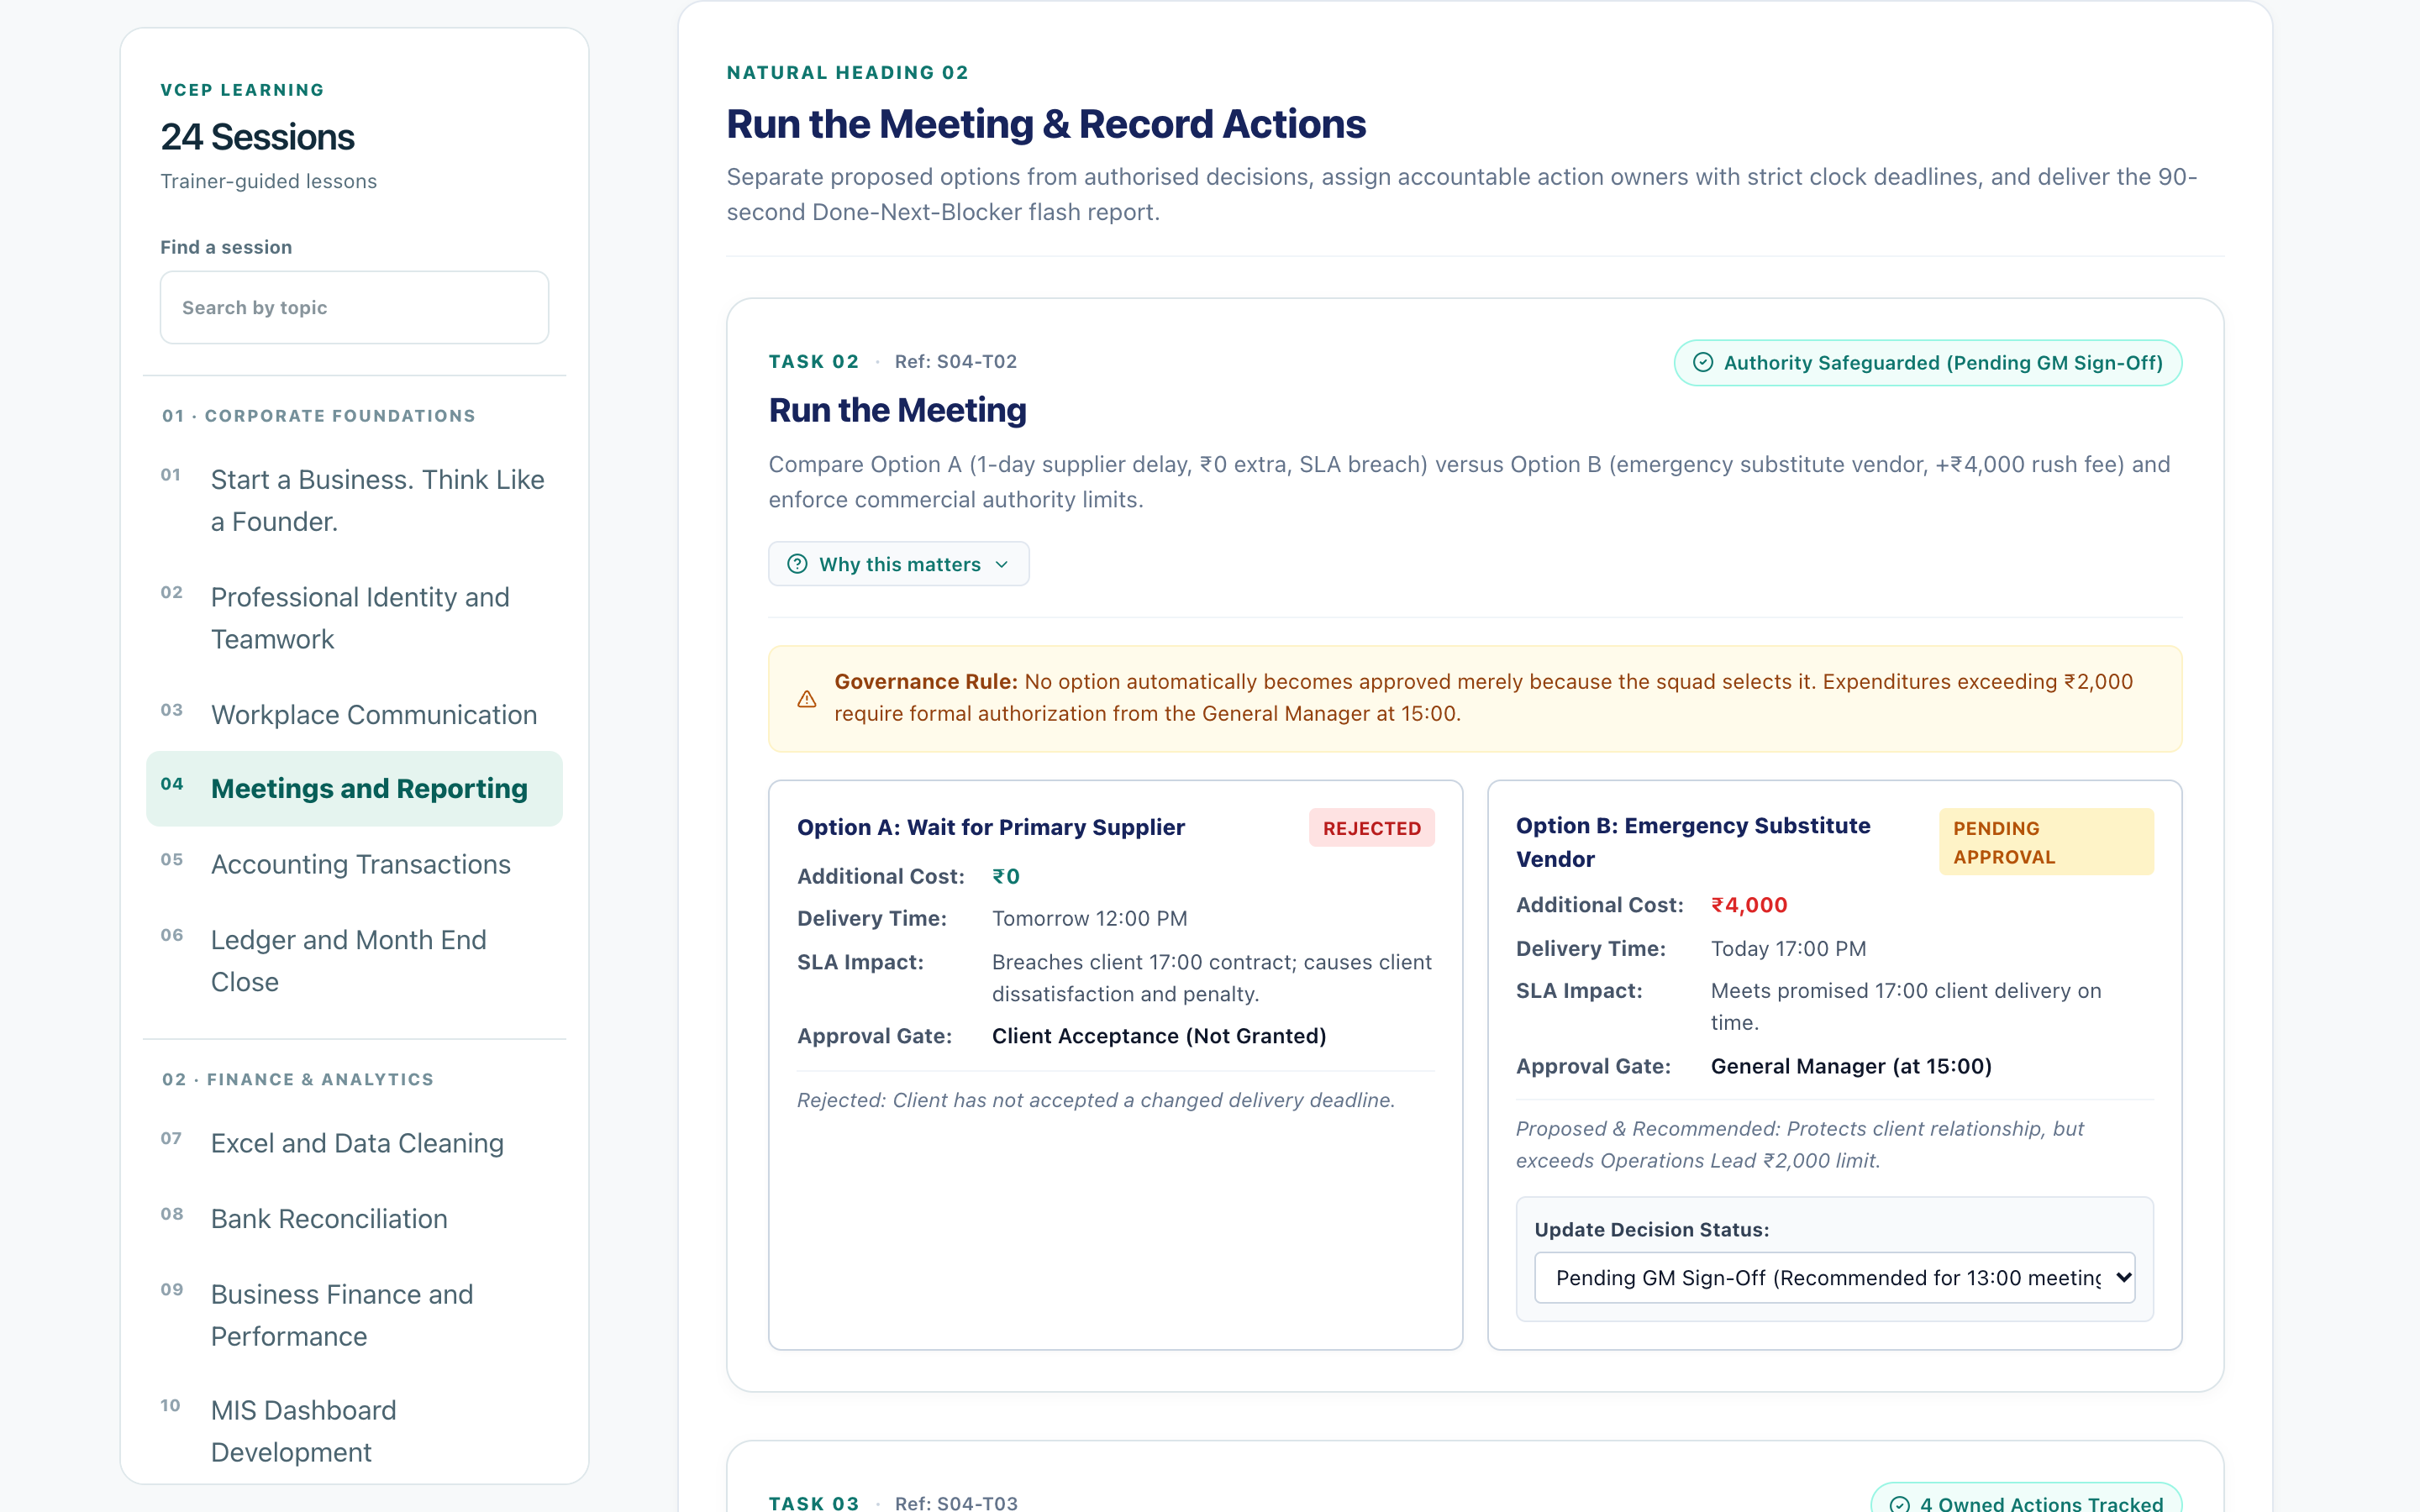 VCEP LEARNING
24 Sessions
Trainer-guided lessons
Find a session
Search by topic
01 · CORPORATE FOUNDATIONS
01 Start a Business. Think Like
a Founder.
02 Professional Identity and
Teamwork
03 Workplace Communication
04 Meetings and Reporting
05 Accounting Transactions
06 Ledger and Month End
Close
02 · FINANCE & ANALYTICS
07 Excel and Data Cleaning
08 Bank Reconciliation
09 Business Finance and
Performance
10 MIS Dashboard
Development
NATURAL HEADING 02
Run the Meeting & Record Actions
Separate proposed options from authorised decisions, assign accountable action owners with strict clock deadlines, and deliver the 90-
second Done-Next-Blocker flash report.
TASK 02 · Ref: S04-T02
Authority Safeguarded (Pending GM Sign-Off)
Run the Meeting
Compare Option A (1-day supplier delay, ₹0 extra, SLA breach) versus Option B (emergency substitute vendor, +₹4,000 rush fee) and
enforce commercial authority limits.
Why this matters
Governance Rule: No option automatically becomes approved merely because the squad selects it. Expenditures exceeding ₹2,000
require formal authorization from the General Manager at 15:00.
Option A: Wait for Primary Supplier
REJECTED
Additional Cost: ₹0
Delivery Time: Tomorrow 12:00 PM
SLA Impact: Breaches client 17:00 contract; causes client
dissatisfaction and penalty.
Approval Gate: Client Acceptance (Not Granted)
Rejected: Client has not accepted a changed delivery deadline.
Option B: Emergency Substitute
Vendor
PENDING
APPROVAL
Additional Cost: ₹4,000
Delivery Time: Today 17:00 PM
SLA Impact: Meets promised 17:00 client delivery on
time.
Approval Gate: General Manager (at 15:00)
Proposed & Recommended: Protects client relationship, but
exceeds Operations Lead ₹2,000 limit.
Update Decision Status:
Pending GM Sign-Off (Recommended for 13:00 meeting
TASK 03 · Ref: S04-T03
4 Owned Actions Tracked